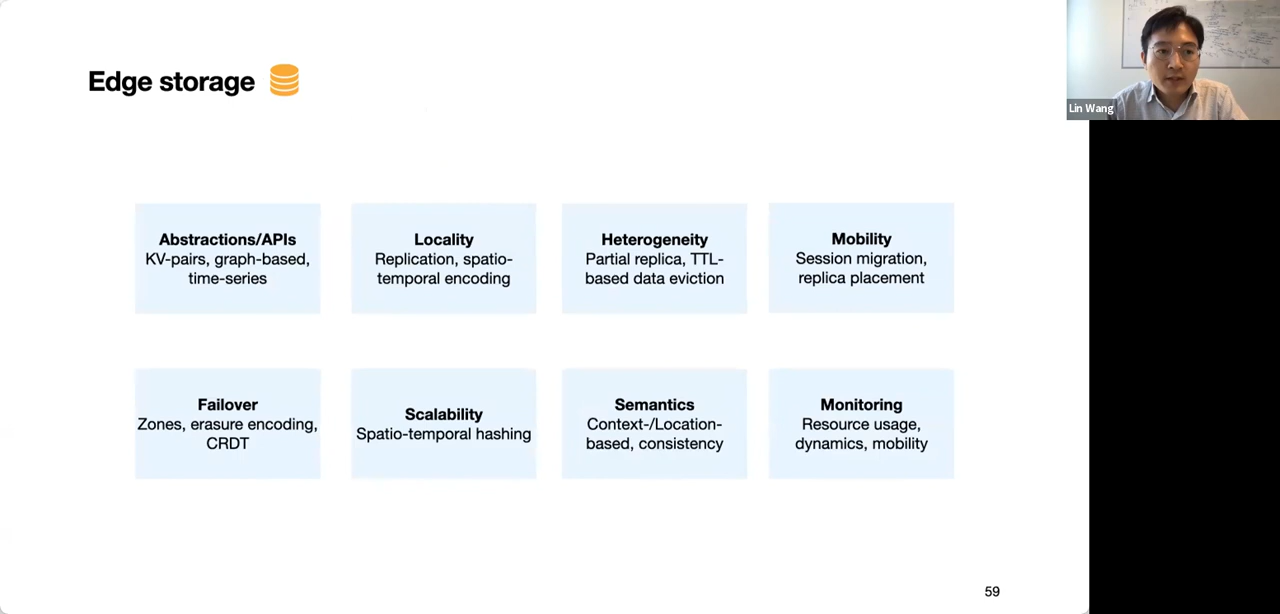 Edge storage
Lin Wang
Abstractions/APIs
KV-pairs, graph-based,
time-series
Locality
Replication, spatio-
temporal encoding
Heterogeneity
Partial replica, TTL-
based data eviction
Mobility
Session migration,
replica placement
Failover
Zones, erasure encoding,
CRDT
Scalability
Spatio-temporal hashing
Semantics
Context-/Location-
based, consistency
Monitoring
Resource usage,
dynamics, mobility
59